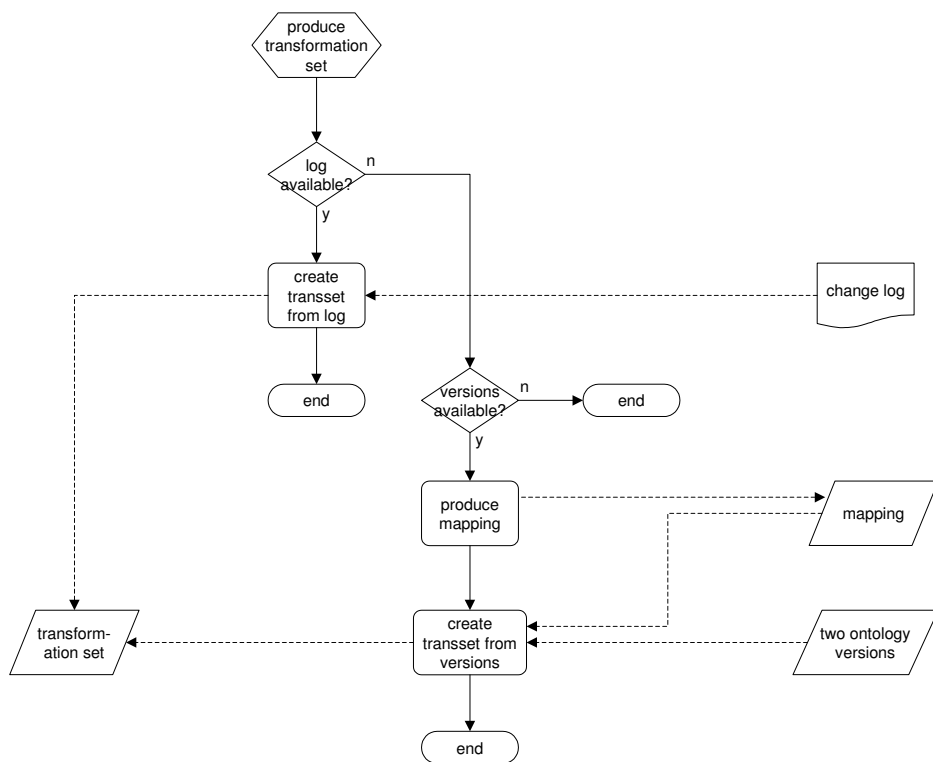 produce
transformation
set
log
available?
n
y
create
transset
from log
change log
end
versions
available?
n
end
y
produce
mapping
mapping
transform-
ation set
create
transset from
versions
two ontology
versions
end